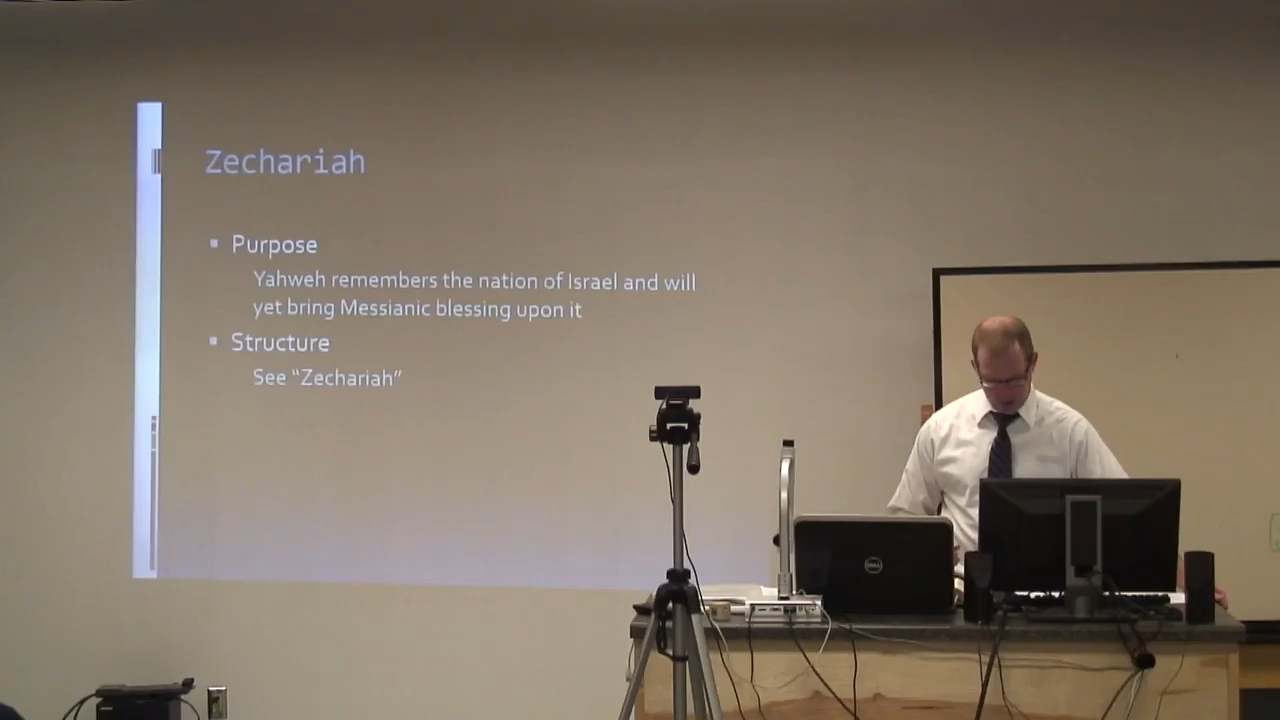 Zechariah
▪ Purpose
Yahweh remembers the nation of Israel and will
yet bring Messianic blessing upon it
▪ Structure
See “Zechariah”
DELL